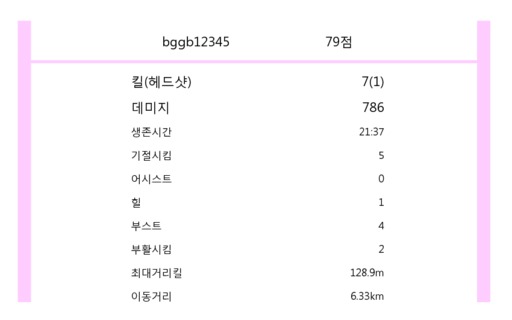 bggb12345 79점
킬(헤드샷) 7(1)
데미지 786
생존시간 21:37
기절시킴 5
어시스트 0
힐 1
부스트 4
부활시킴 2
최대거리킬 128.9m
이동거리 6.33km